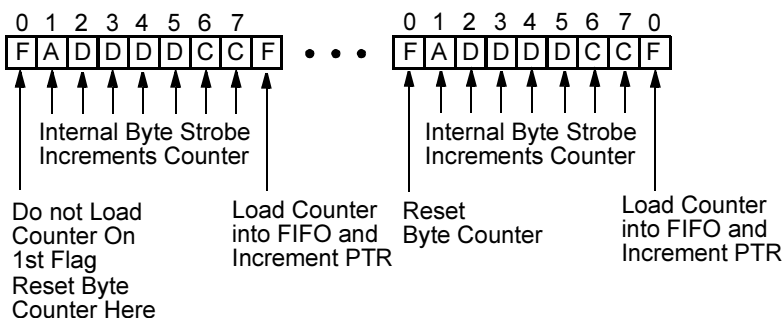 0 1 2 3 4 5 6 7
F A D D D D C C F • • •
0 1 2 3 4 5 6 7 0
F A D D D D C C F
Internal Byte Strobe
Increments Counter
Internal Byte Strobe
Increments Counter
Do not Load
Counter On
1st Flag
Reset Byte
Counter Here
Load Counter
into FIFO and
Increment PTR
Reset
Byte Counter
Load Counter
into FIFO and
Increment PTR